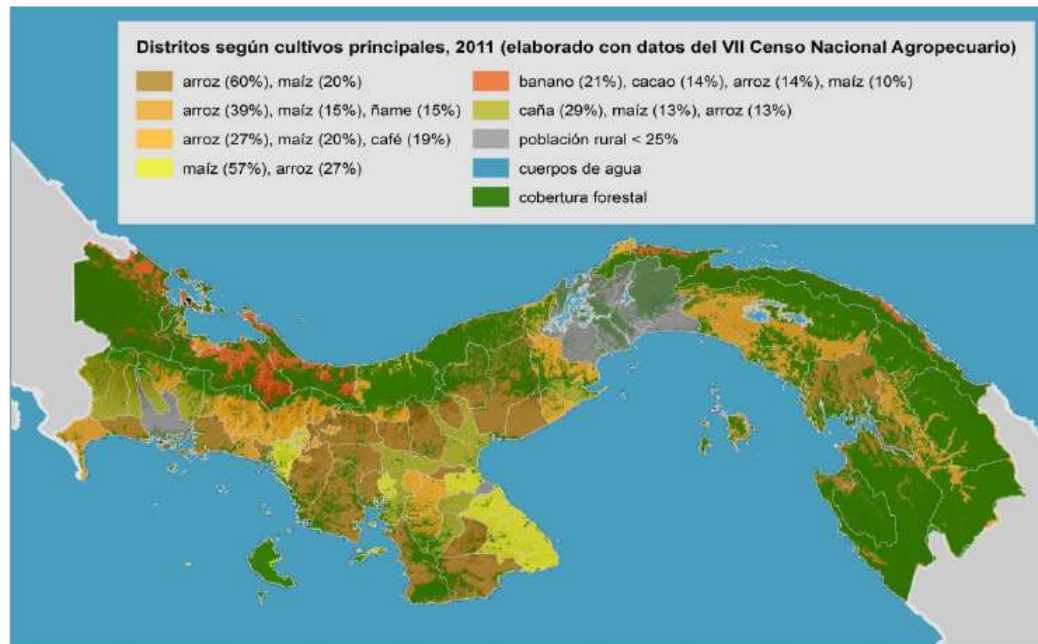 Distritos según cultivos principales, 2011 (elaborado con datos del VII Censo Nacional Agropecuario)
arroz (60%), maíz (20%)
arroz (39%), maíz (15%), ñame (15%)
arroz (27%), maíz (20%), café (19%)
maíz (57%), arroz (27%)
banano (21%), cacao (14%), arroz (14%), maíz (10%)
caña (29%), maíz (13%), arroz (13%)
población rural < 25%
cuerpos de agua
cobertura forestal